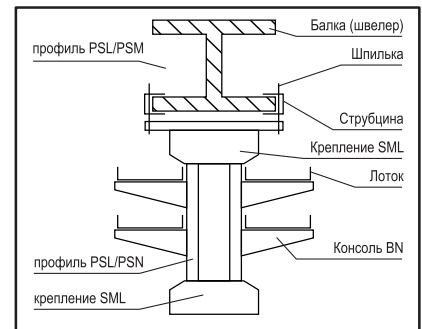 Балка (швелер)
профиль PSL/PSM
Шпилька
Струбцина
Крепление SML
Лоток
Консоль BN
профиль PSL/PSN
крепление SML